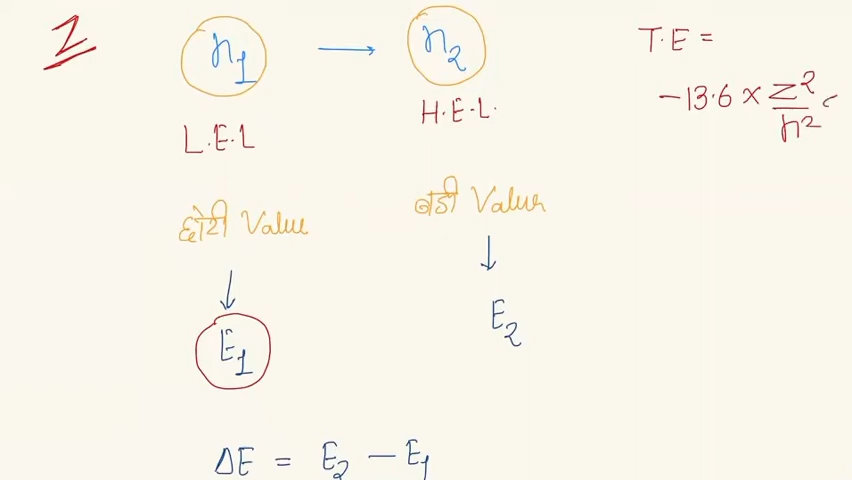 Z
n1 → n2
L.E.L
H.E.L.
T.E =
-13.6 × Z²/n²
छोटी Value
बडी Value
↓ ↓
E1
E2
ΔE = E2 - E1